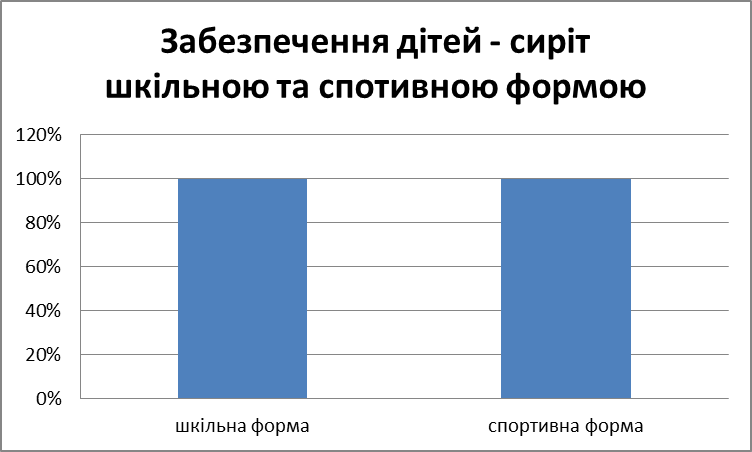 Забезпечення дітей - сиріт
шкільною та спотивною формою
120%
100%
80%
60%
40%
20%
0%
шкільна форма
спортивна форма